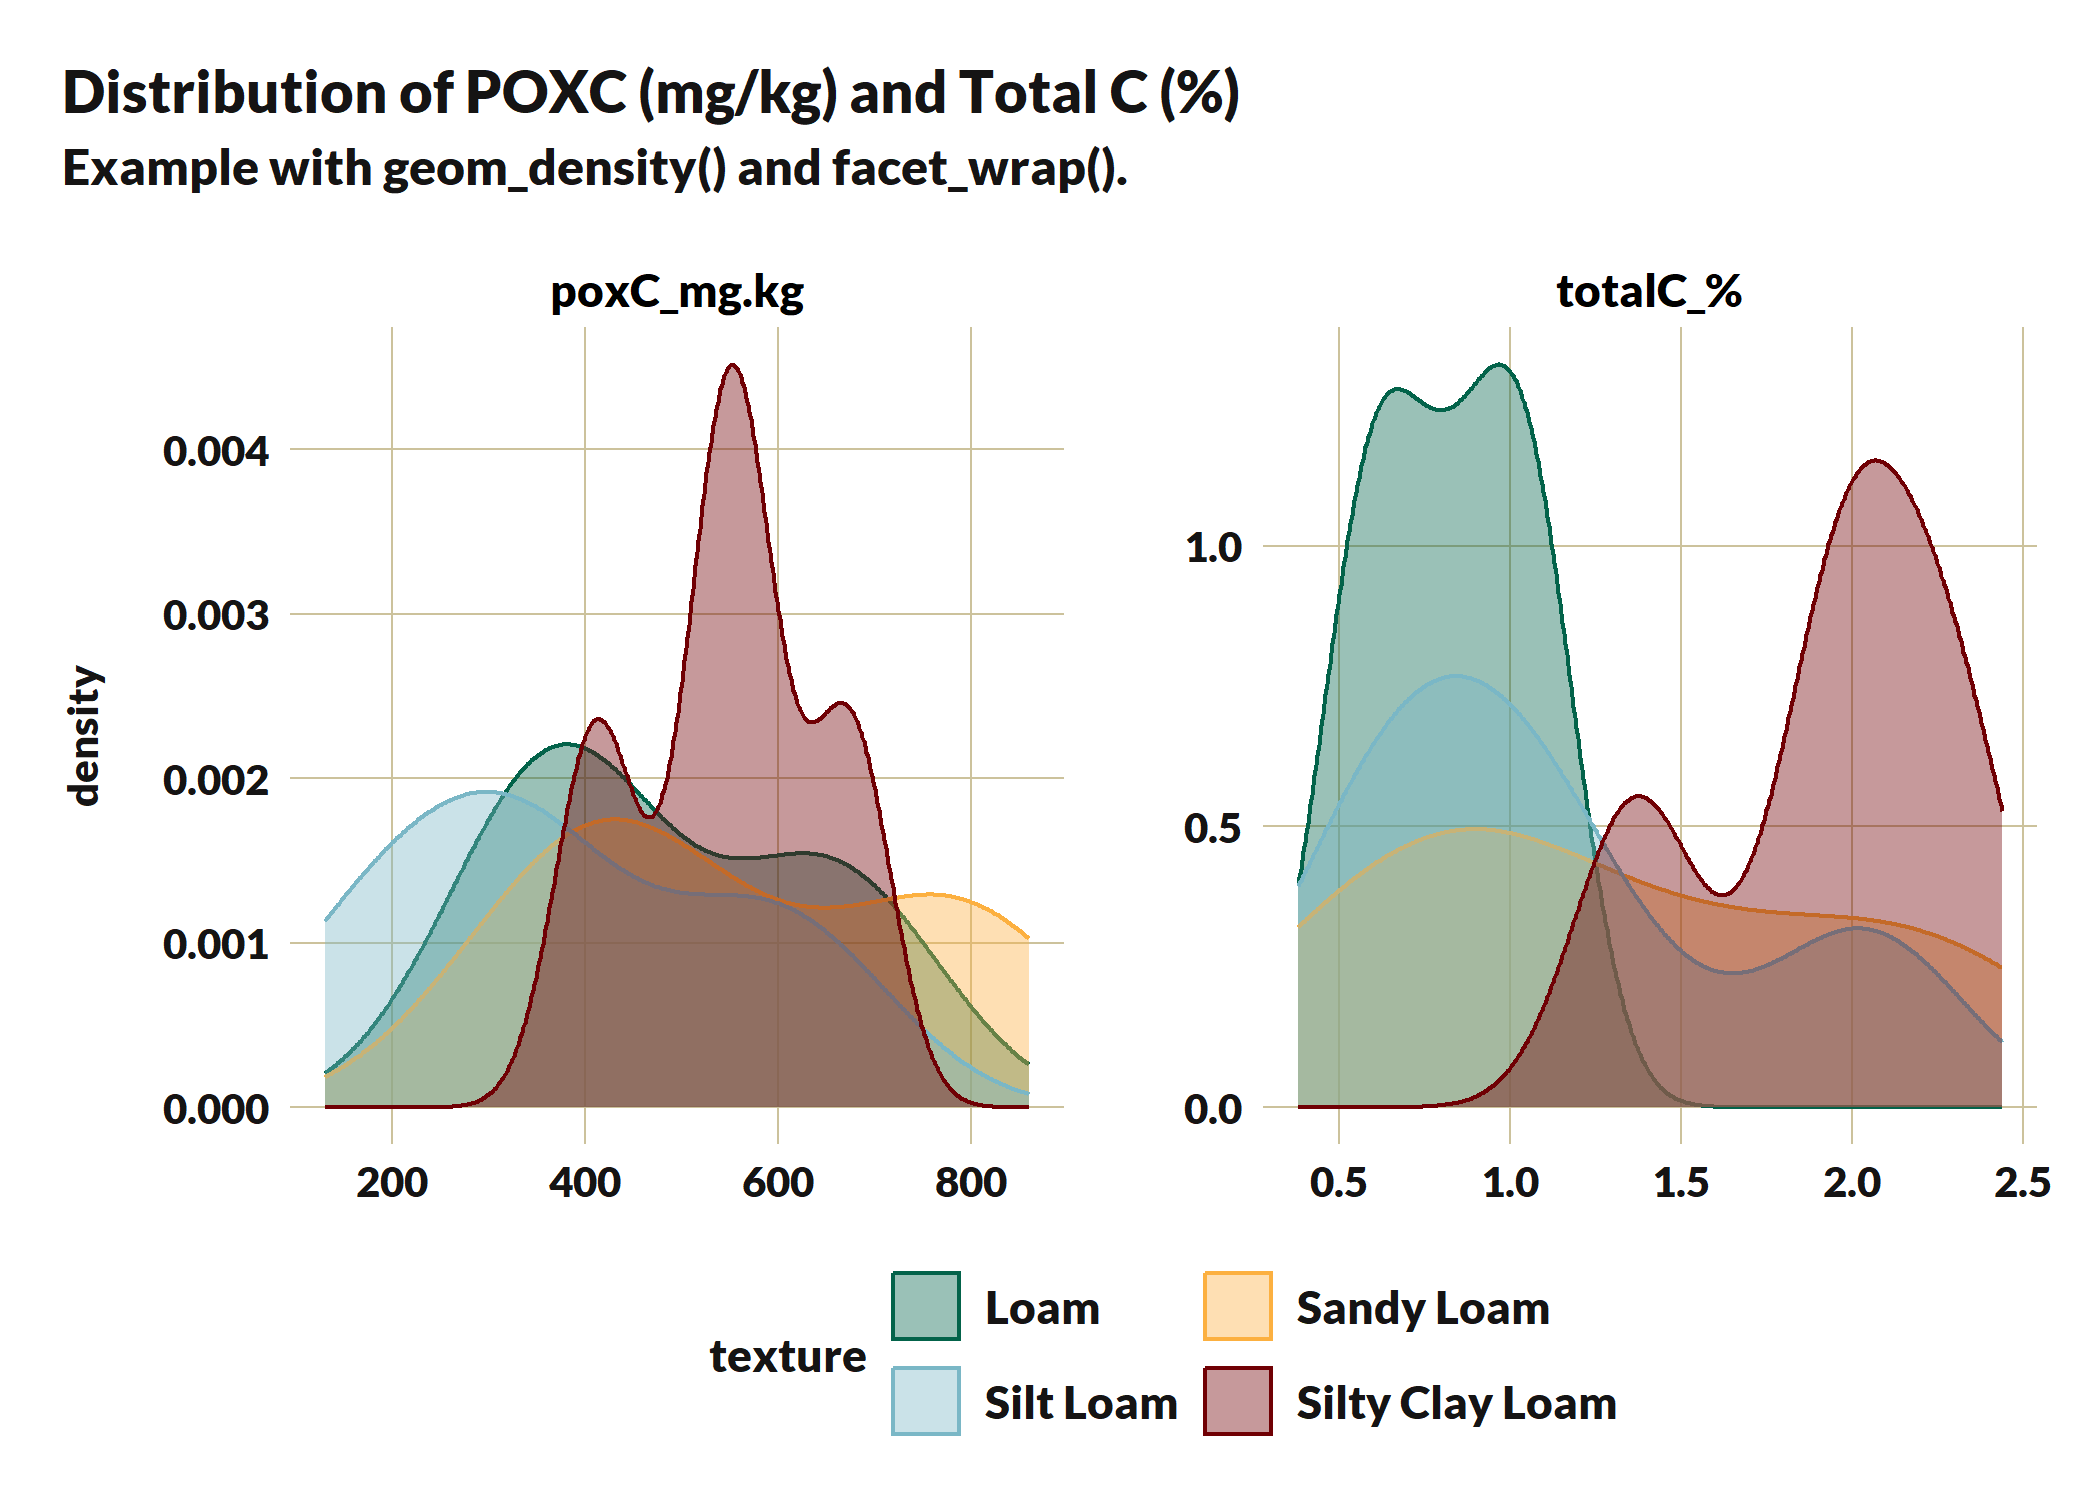 Distribution of POXC (mg/kg) and Total C (%)
Example with geom_density() and facet_wrap().
poxC_mg.kg
totalC_%
density
0.004
0.003
0.002
0.001
0.000
200 400 600 800
1.0
0.5
0.0
0.5 1.0 1.5 2.0 2.5
texture
Loam
Sandy Loam
Silt Loam
Silty Clay Loam